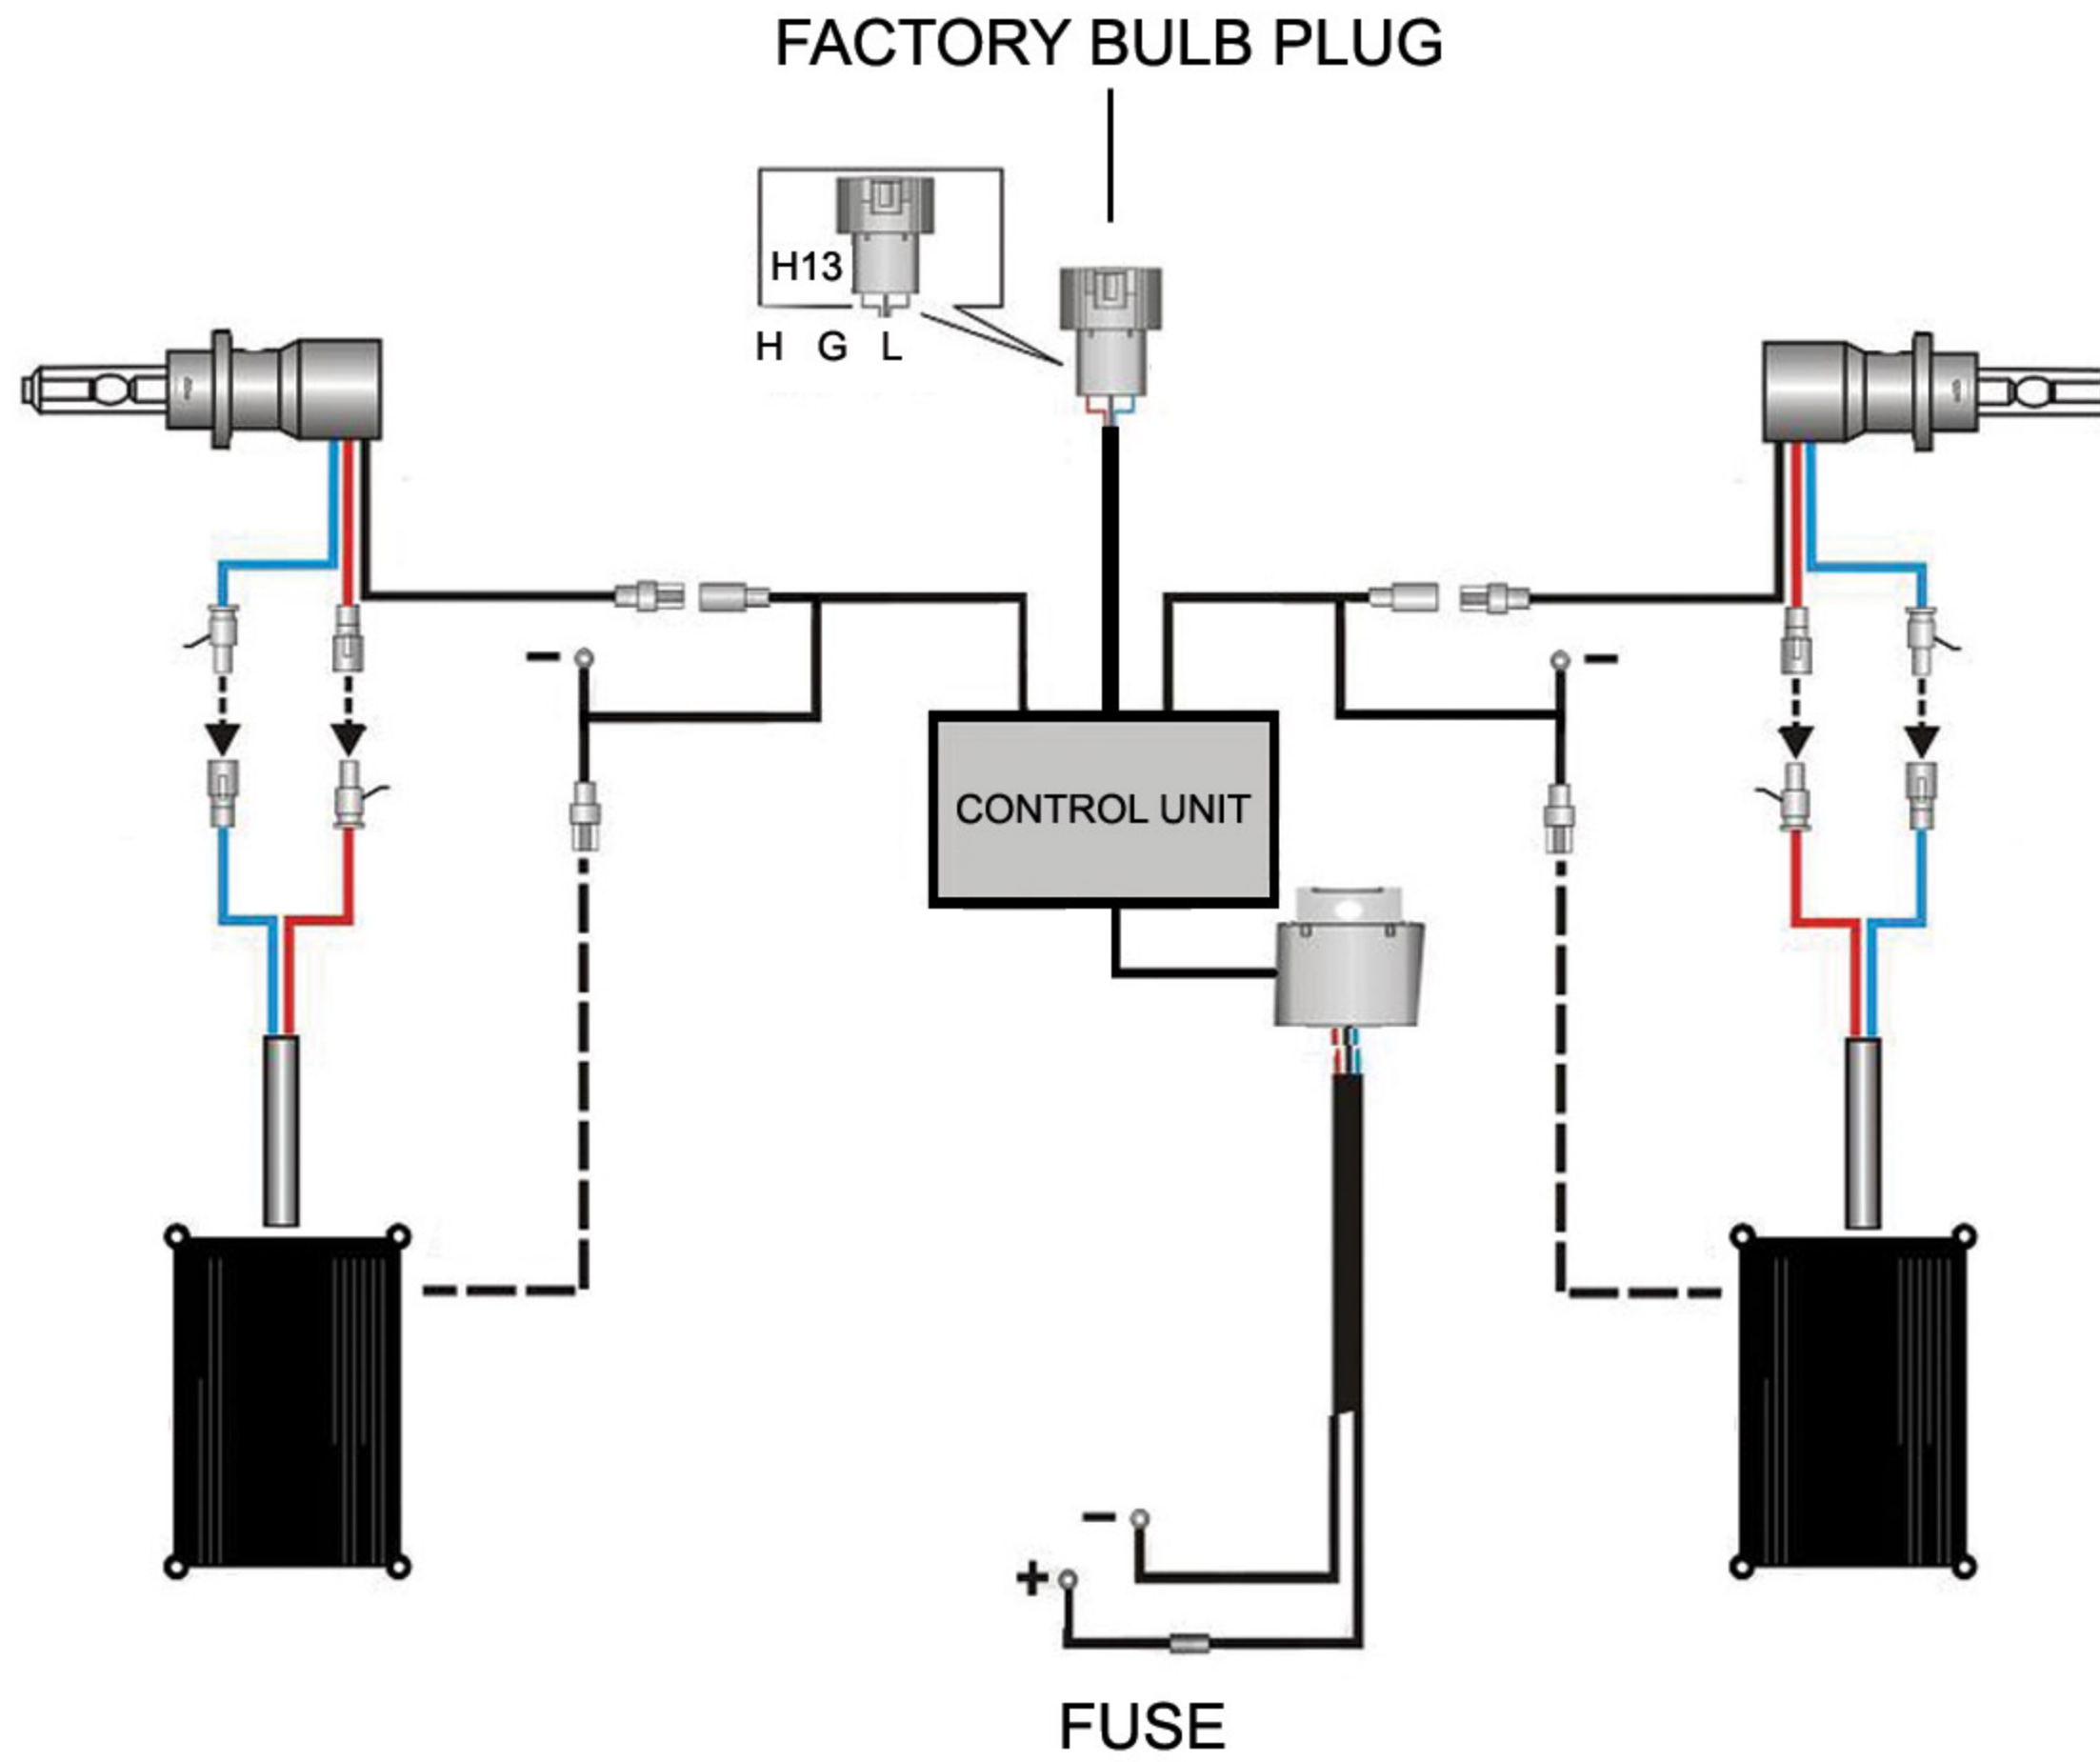 FACTORY BULB PLUG
H13
H G L
−
−
CONTROL UNIT
−
+
FUSE